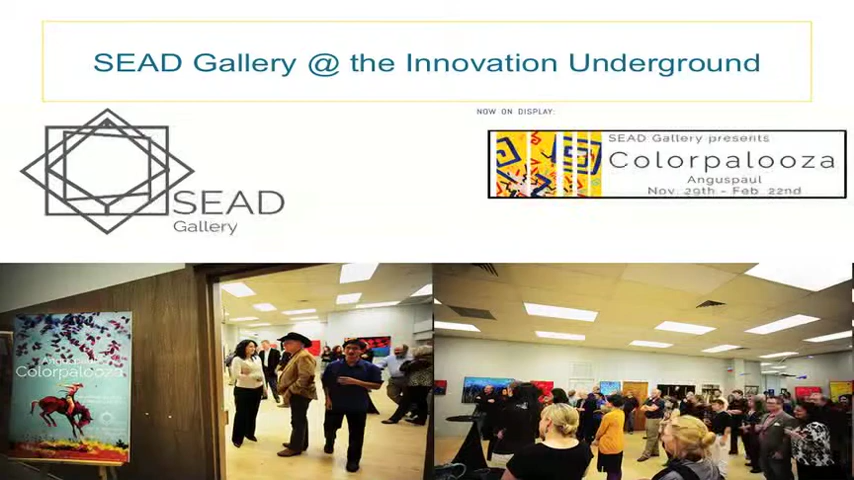 SEAD Gallery @ the Innovation Underground
NOW ON DISPLAY:
SEAD Gallery presents
Colorpalooza
Anguspaul
Nov. 29th - Feb. 22nd
SEAD
Gallery
Anguspaul
Colorpalooza